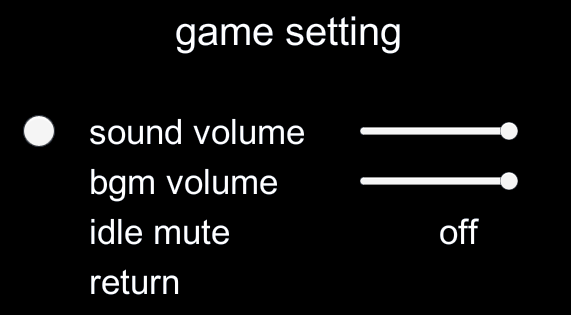 game setting
sound volume
bgm volume
idle mute off
return